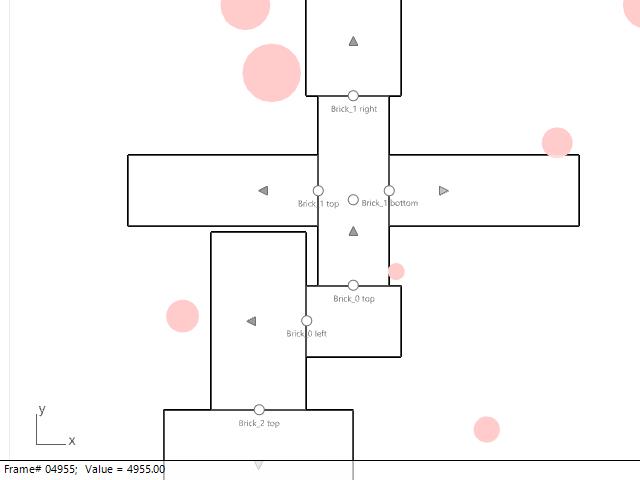 Brick_1 right
Brick_1 top
Brick_1 bottom
Brick_0 top
Brick_0 left
Brick_2 top
y
x
Frame# 04955;  Value = 4955.00